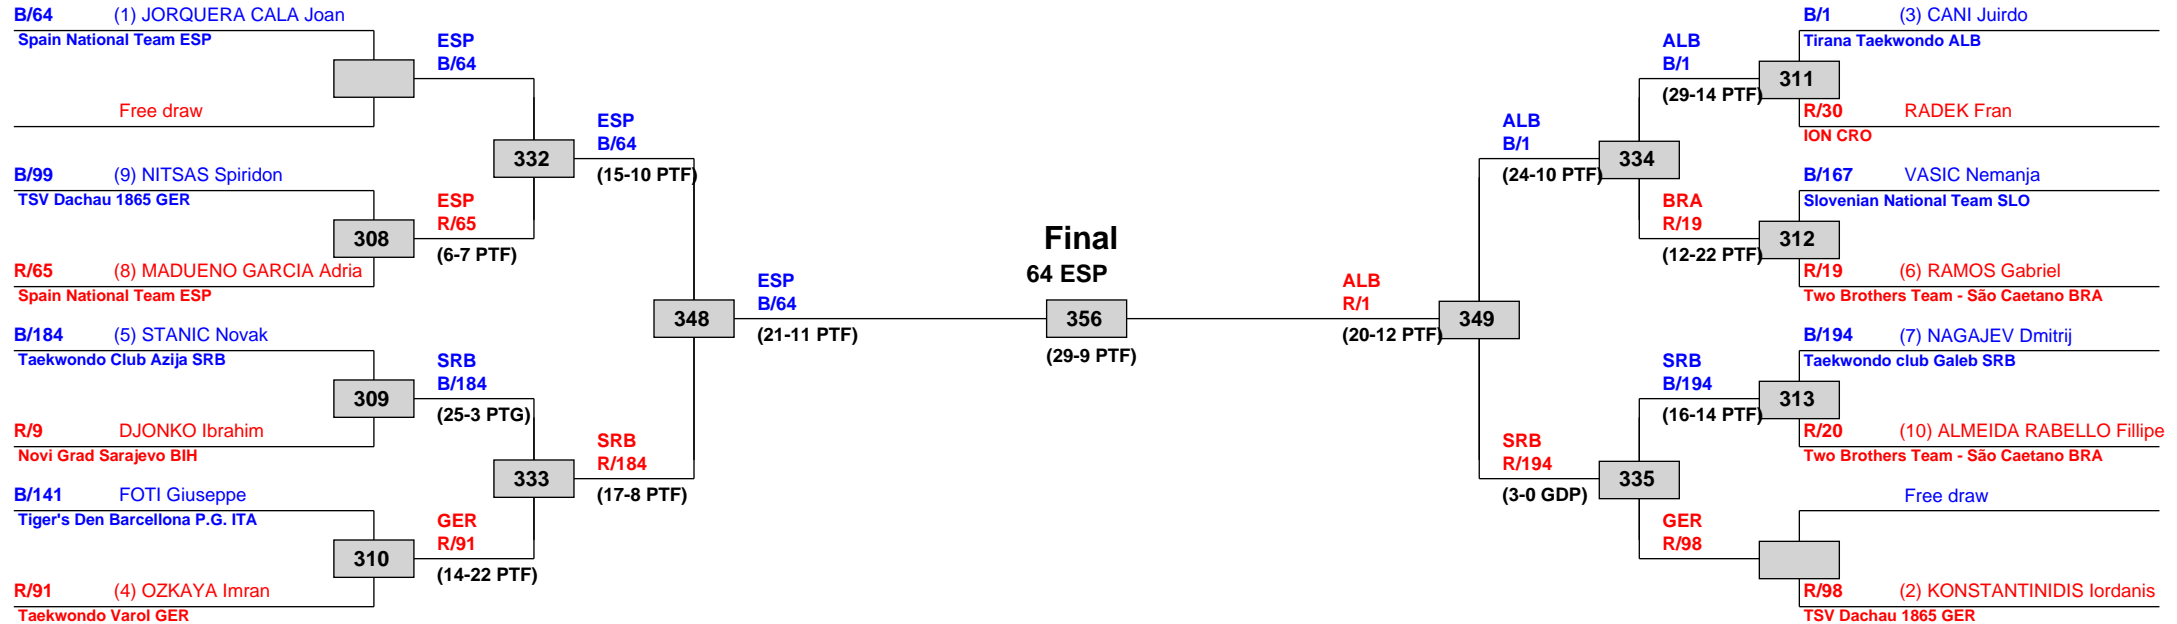 B/64 (1) JORQUERA CALA Joan
Spain National Team ESP
Free draw
B/99 (9) NITSAS Spiridon
TSV Dachau 1865 GER
R/65 (8) MADUENO GARCIA Adria
Spain National Team ESP
B/184 (5) STANIC Novak
Taekwondo Club Azija SRB
R/9 DJONKO Ibrahim
Novi Grad Sarajevo BIH
B/141 FOTI Giuseppe
Tiger's Den Barcellona P.G. ITA
R/91 (4) OZKAYA Imran
Taekwondo Varol GER
308
309
310
ESP
B/64
ESP
R/65
(6-7 PTF)
SRB
B/184
(25-3 PTG)
GER
R/91
(14-22 PTF)
332
333
ESP
B/64
(15-10 PTF)
SRB
R/184
(17-8 PTF)
348
ESP
B/64
(21-11 PTF)
Final
64 ESP
356
(29-9 PTF)
ALB
R/1
(20-12 PTF)
349
ALB
B/1
(24-10 PTF)
SRB
R/194
(3-0 GDP)
334
335
ALB
B/1
(29-14 PTF)
BRA
R/19
(12-22 PTF)
SRB
B/194
(16-14 PTF)
GER
R/98
311
312
313
B/1 (3) CANI Juirdo
Tirana Taekwondo ALB
R/30 RADEK Fran
ION CRO
B/167 VASIC Nemanja
Slovenian National Team SLO
R/19 (6) RAMOS Gabriel
Two Brothers Team - São Caetano BRA
B/194 (7) NAGAJEV Dmitrij
Taekwondo club Galeb SRB
R/20 (10) ALMEIDA RABELLO Fillipe
Two Brothers Team - São Caetano BRA
Free draw
R/98 (2) KONSTANTINIDIS Iordanis
TSV Dachau 1865 GER